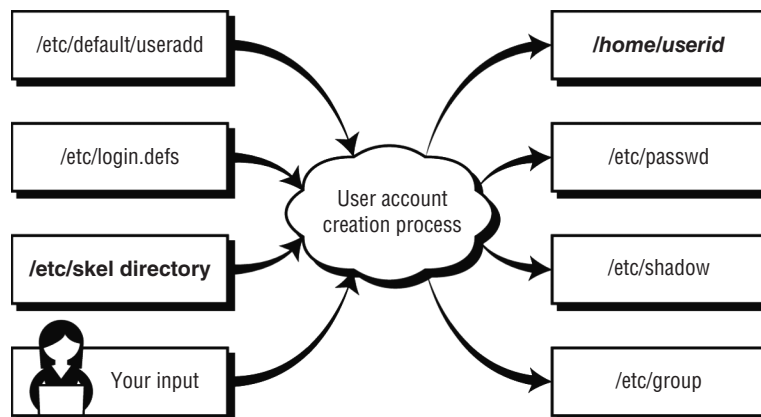 /etc/default/useradd
/etc/login.defs
/etc/skel directory
Your input
User account
creation process
/home/userid
/etc/passwd
/etc/shadow
/etc/group